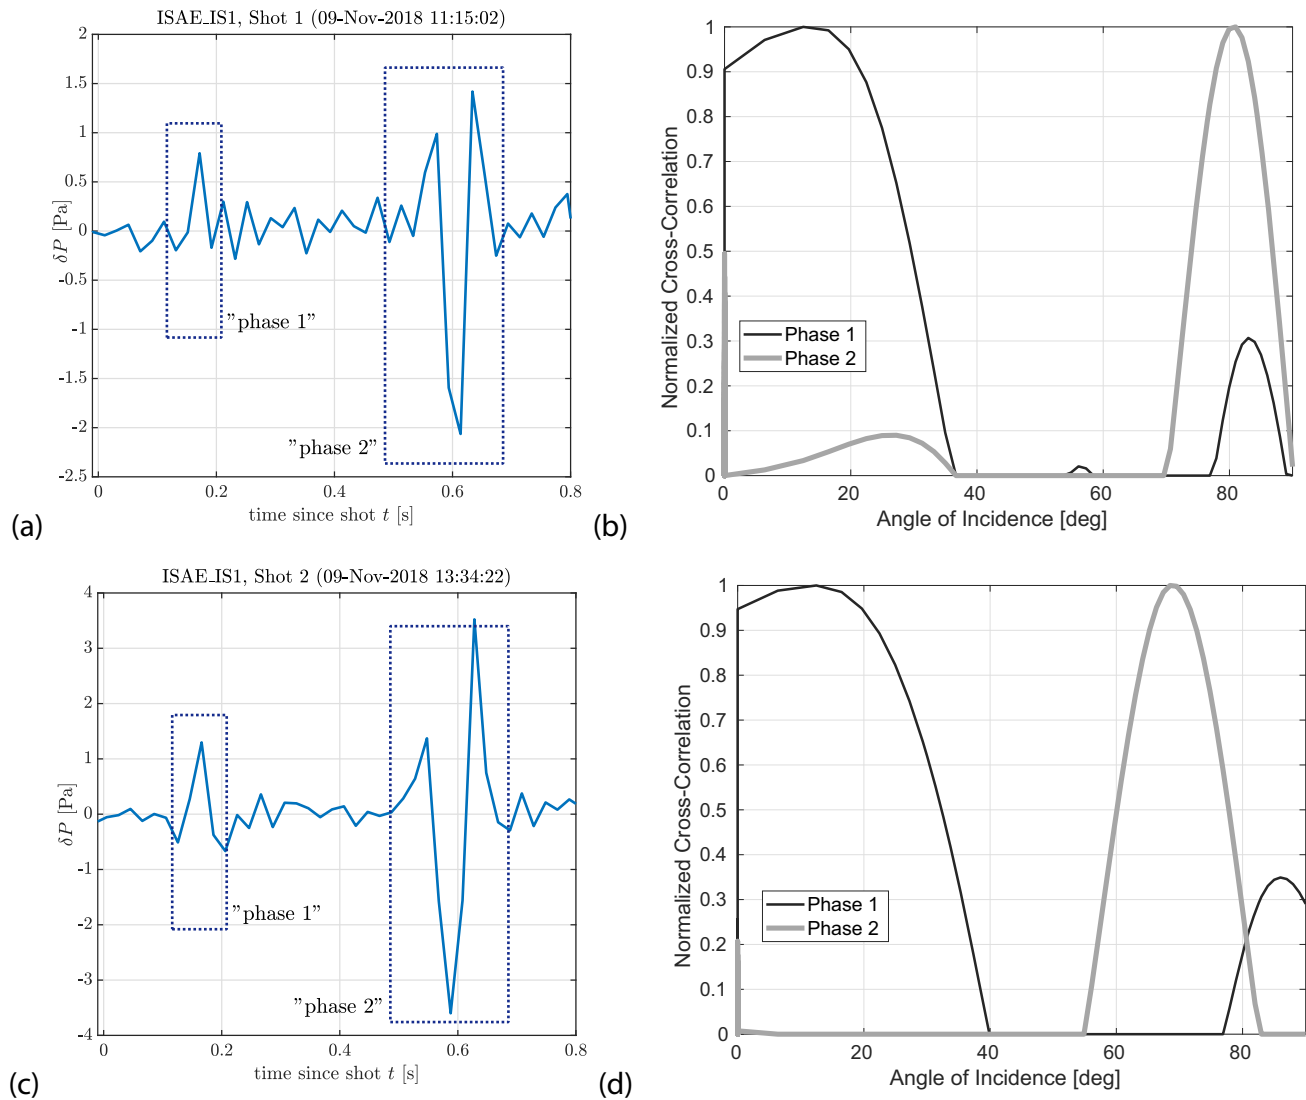 ISAE_IS1, Shot 1 (09-Nov-2018 11:15:02)
2
1.5
1
0.5
0
-0.5
-1
-1.5
-2
-2.5
δP [Pa]
"phase 1"
"phase 2"
0
0.2
0.4
0.6
0.8
time since shot t [s]
(a)
1
0.9
0.8
0.7
0.6
0.5
0.4
0.3
0.2
0.1
0
Normalized Cross-Correlation
Phase 1
Phase 2
0
20
40
60
80
Angle of Incidence [deg]
(b)
ISAE_IS1, Shot 2 (09-Nov-2018 13:34:22)
4
3
2
1
0
-1
-2
-3
-4
δP [Pa]
"phase 1"
"phase 2"
0
0.2
0.4
0.6
0.8
time since shot t [s]
(c)
1
0.9
0.8
0.7
0.6
0.5
0.4
0.3
0.2
0.1
0
Normalized Cross-Correlation
Phase 1
Phase 2
0
20
40
60
80
Angle of Incidence [deg]
(d)